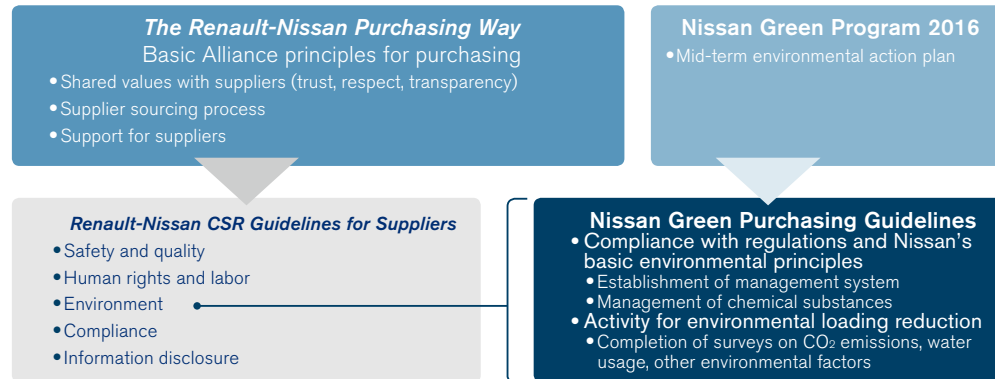 The Renault-Nissan Purchasing Way
Basic Alliance principles for purchasing
• Shared values with suppliers (trust, respect, transparency)
• Supplier sourcing process
• Support for suppliers
Nissan Green Program 2016
• Mid-term environmental action plan
Renault-Nissan CSR Guidelines for Suppliers
• Safety and quality
• Human rights and labor
• Environment
• Compliance
• Information disclosure
Nissan Green Purchasing Guidelines
• Compliance with regulations and Nissan's
basic environmental principles
• Establishment of management system
• Management of chemical substances
• Activity for environmental loading reduction
• Completion of surveys on CO₂ emissions, water
usage, other environmental factors